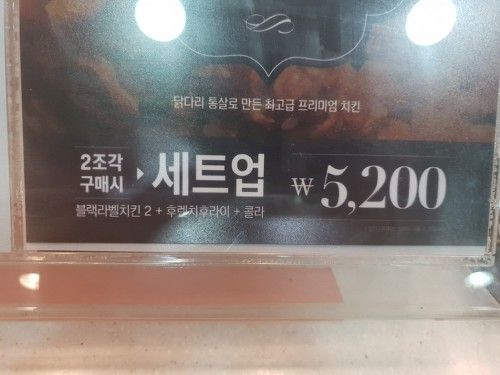 닭다리 통살로 만든 최고급 프리미엄 치킨
2조각
구매시
세트업
₩ 5,200
블랙라벨치킨 2 + 후렌치후라이 + 콜라